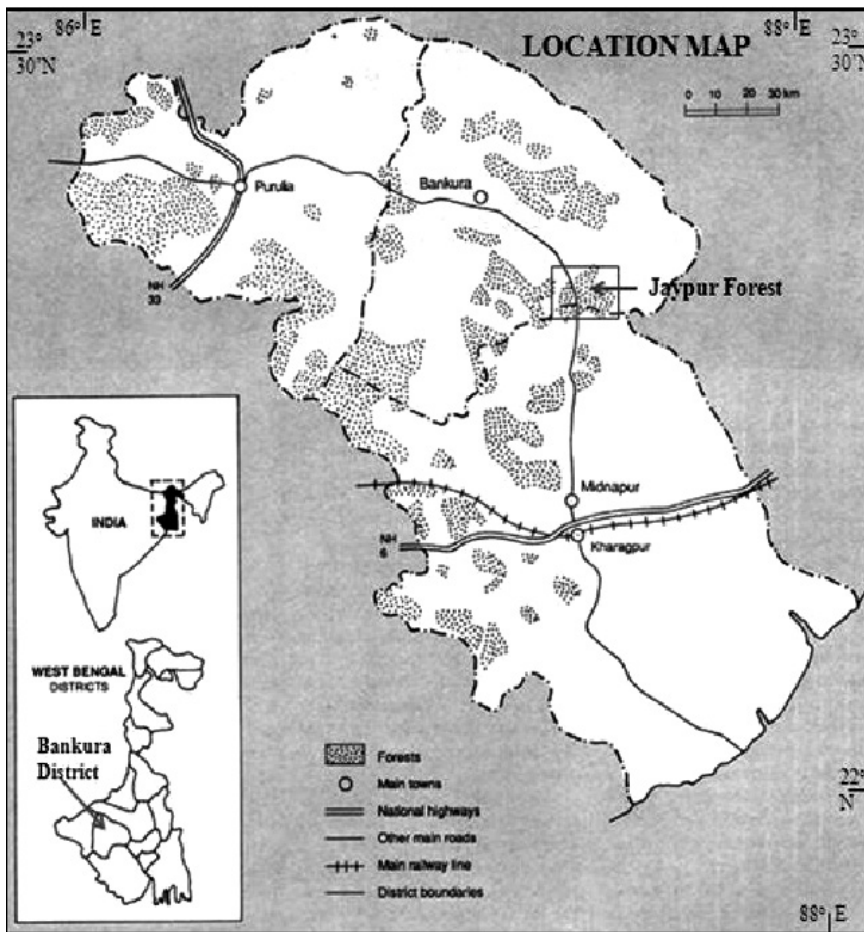 86° E
88° E
23°
30'N
23°
30'N
LOCATION MAP
0 10 20 30 km
Purulia
Bankura
NH
Jaypur Forest
INDIA
Midnapur
NH
6
Kharagpur
WEST BENGAL
DISTRICTS
Bankura
District
Forests
Main towns
National highways
Other main roads
Main railway line
District boundaries
22°
N
88° E